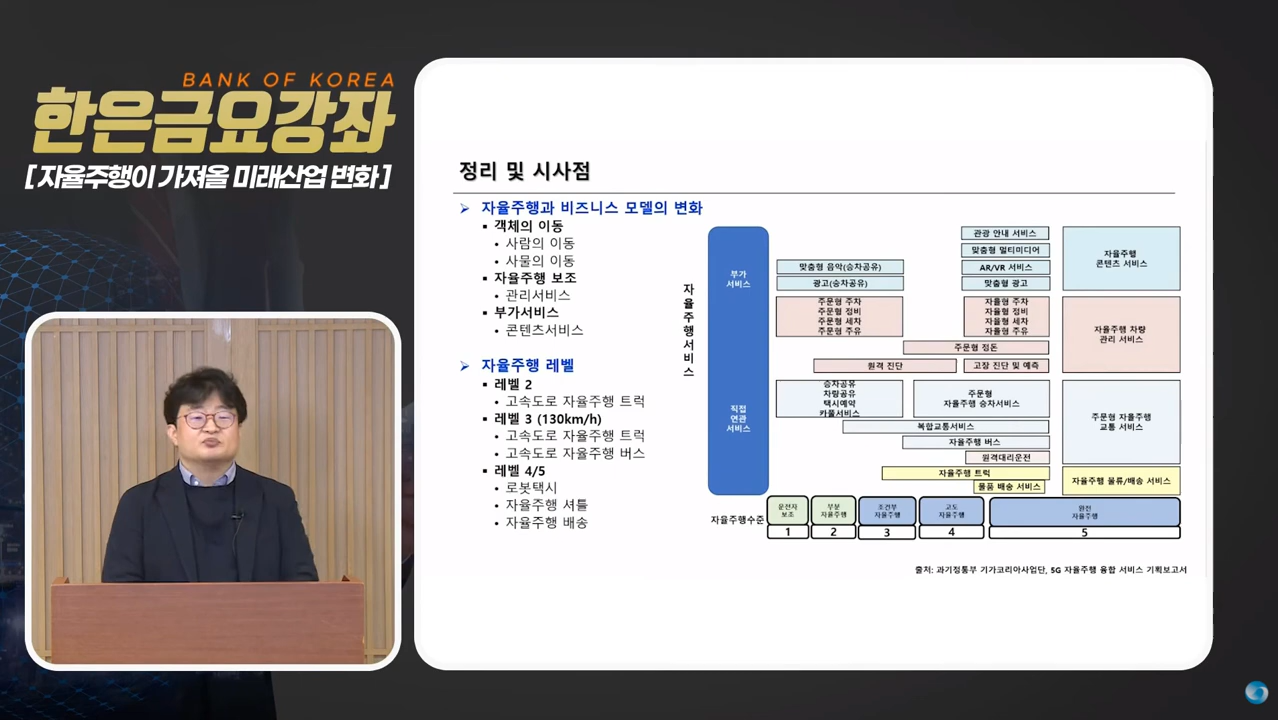 BANK OF KOREA
한은금요강좌
[ 자율주행이 가져올 미래산업 변화 ]
정리 및 시사점
➢ 자율주행과 비즈니스 모델의 변화
▪ 객체의 이동
• 사람의 이동
• 사물의 이동
▪ 자율주행 보조
• 관리서비스
▪ 부가서비스
• 콘텐츠서비스
➢ 자율주행 레벨
▪ 레벨 2
• 고속도로 자율주행 트럭
▪ 레벨 3 (130km/h)
• 고속도로 자율주행 트럭
• 고속도로 자율주행 버스
▪ 레벨 4/5
• 로봇택시
• 자율주행 셔틀
• 자율주행 배송
자율주행서비스
부가
서비스
직접
연관
서비스
맞춤형 음악(승차공유)
광고(승차공유)
관광 안내 서비스
맞춤형 멀티미디어
AR/VR 서비스
맞춤형 광고
자율주행
콘텐츠 서비스
주문형 주차
주문형 정비
주문형 세차
주문형 주유
자율형 주차
자율형 정비
자율형 세차
자율형 주유
주문형 정돈
원격 진단
고장 진단 및 예측
자율주행 차량
관리 서비스
승차공유
차량공유
택시예약
카풀서비스
주문형
자율주행 승차서비스
복합교통서비스
자율주행 버스
원격대리운전
주문형 자율주행
교통 서비스
자율주행 트럭
물품 배송 서비스
자율주행 물류/배송 서비스
자율주행수준
운전자
보조
부분
자율주행
조건부
자율주행
고도
자율주행
완전
자율주행
1
2
3
4
5
출처: 과기정통부 기가코리아사업단, 5G 자율주행 융합 서비스 기획보고서